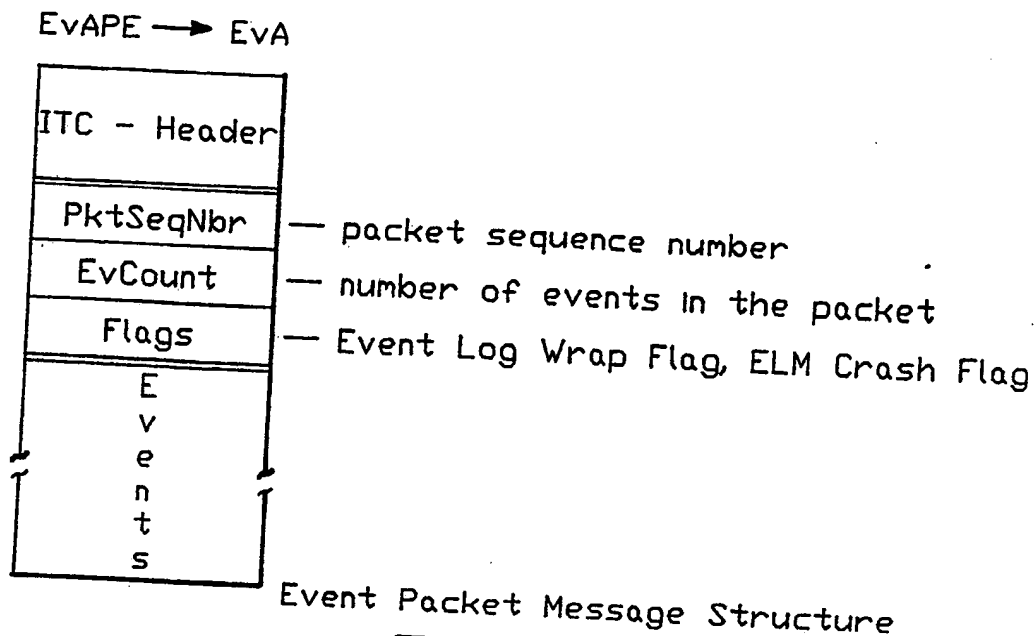 EvAPE → EvA
ITC - Header
PktSeqNbr — packet sequence number
EvCount — number of events in the packet
Flags — Event Log Wrap Flag, ELM Crash Flag
E
v
e
n
t
s
Event Packet Message Structure